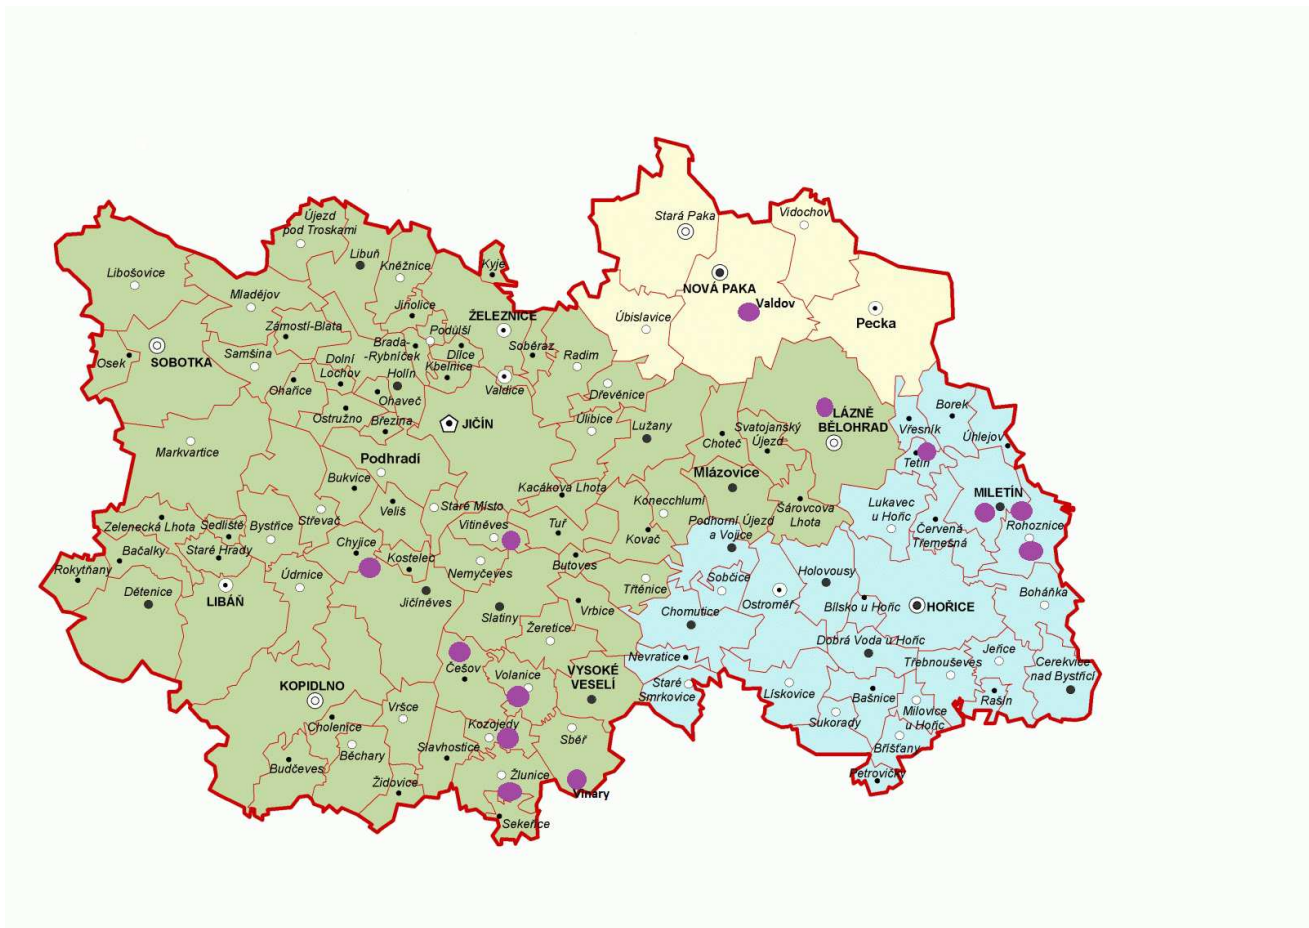 Újezd
pod Troskami
Libuň
Kněžnice
Kyje
Stará Paka
Vidochov
Libošovice
Mladějov
Jinolice
ŽELEZNICE
NOVÁ PAKA
Valdov
Pecka
Úbislavice
Zámostí-Blata
Podůlší
Soběraz
Radim
Brada-
-Rybníček
Dílce
Kbelnice
SOBOTKA
Osek
Samšina
Dolní
Lochov
Holín
Valdice
Ohařice
Ohaveč
Dřevěnice
Ostružno
Březina
JIČÍN
Úlibice
Lužany
Choteč
Svatojanský
Újezd
LÁZNĚ
BĚLOHRAD
Borek
Vřesník
Úhlejov
Tetín
Markvartice
Podhradí
Bukvice
Mlázovice
Kacákova Lhota
Konecchlumí
Šárovcova
Lhota
Lukavec
u Hořic
MILETÍN
Rohoznice
Červená
Třemešná
Veliš
Staré Místo
Střevač
Vitiněves
Tuř
Kovač
Podhorní Újezd
a Vojice
Zelenecká Lhota
Sedliště
Bystřice
Bačalky
Staré Hrady
Chyjice
Kostelec
Nemyčeves
Butoves
Rokytňany
Dětenice
LIBÁŇ
Údrnice
Jičíněves
Třtěnice
Sobčice
Holovousy
Ostroměř
Bílsko u Hořic
HOŘICE
Boháňka
Slatiny
Vrbice
Chomutice
Žeretice
Dobrá Voda u Hořic
Jeřice
Třebnouševes
Cerekvice
nad Bystřicí
Nevratice
Češov
Volanice
VYSOKÉ
VESELÍ
Staré
Smrkovice
Lískovice
Bašnice
Rašín
KOPIDLNO
Vršce
Cholenice
Kozojedy
Sběř
Sukorady
Milovice
u Hořic
Běchary
Slavhostice
Bříšťany
Budčeves
Židovice
Žlunice
Vinary
Petrovičky
Sekeřice